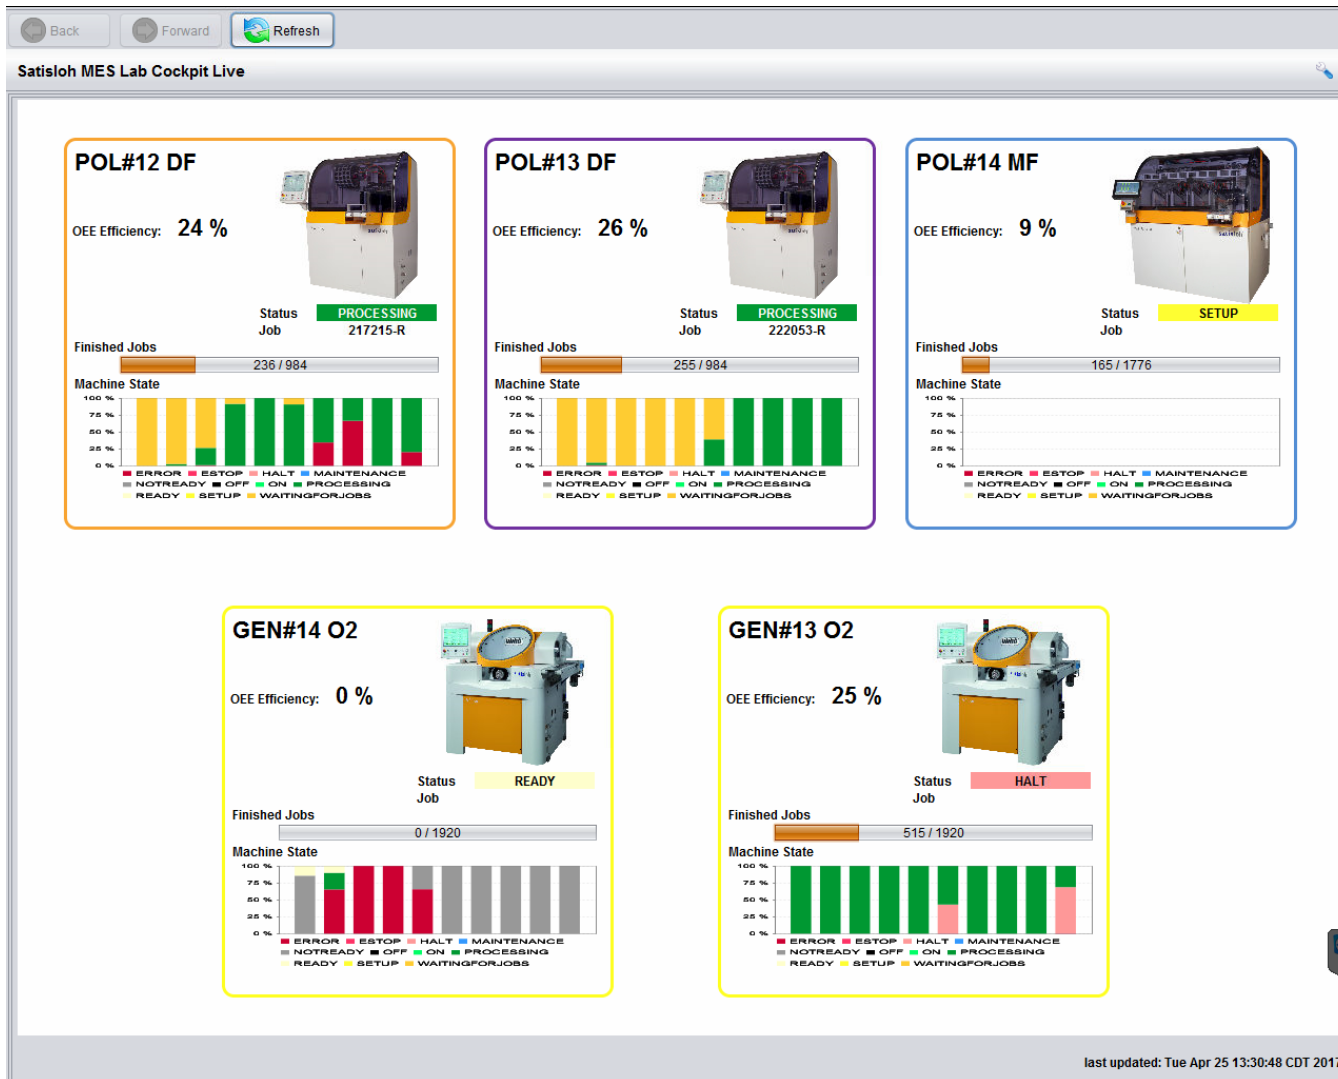 Back Forward Refresh
Satisloh MES Lab Cockpit Live
POL#12 DF
OEE Efficiency: 24 %
Status PROCESSING
Job 217215-R
Finished Jobs
236 / 984
Machine State
100 %
75 %
50 %
25 %
0 %
ERROR ESTOP HALT MAINTENANCE
NOTREADY OFF ON PROCESSING
READY SETUP WAITINGFORJOBS
POL#13 DF
OEE Efficiency: 26 %
Status PROCESSING
Job 222053-R
Finished Jobs
255 / 984
Machine State
100 %
75 %
50 %
25 %
0 %
ERROR ESTOP HALT MAINTENANCE
NOTREADY OFF ON PROCESSING
READY SETUP WAITINGFORJOBS
POL#14 MF
OEE Efficiency: 9 %
Status SETUP
Job
Finished Jobs
165 / 1776
Machine State
100 %
75 %
50 %
25 %
0 %
ERROR ESTOP HALT MAINTENANCE
NOTREADY OFF ON PROCESSING
READY SETUP WAITINGFORJOBS
GEN#14 O2
OEE Efficiency: 0 %
Status READY
Job
Finished Jobs
0 / 1920
Machine State
100 %
75 %
50 %
25 %
0 %
ERROR ESTOP HALT MAINTENANCE
NOTREADY OFF ON PROCESSING
READY SETUP WAITINGFORJOBS
GEN#13 O2
OEE Efficiency: 25 %
Status HALT
Job
Finished Jobs
515 / 1920
Machine State
100 %
75 %
50 %
25 %
0 %
ERROR ESTOP HALT MAINTENANCE
NOTREADY OFF ON PROCESSING
READY SETUP WAITINGFORJOBS
last updated: Tue Apr 25 13:30:48 CDT 2017